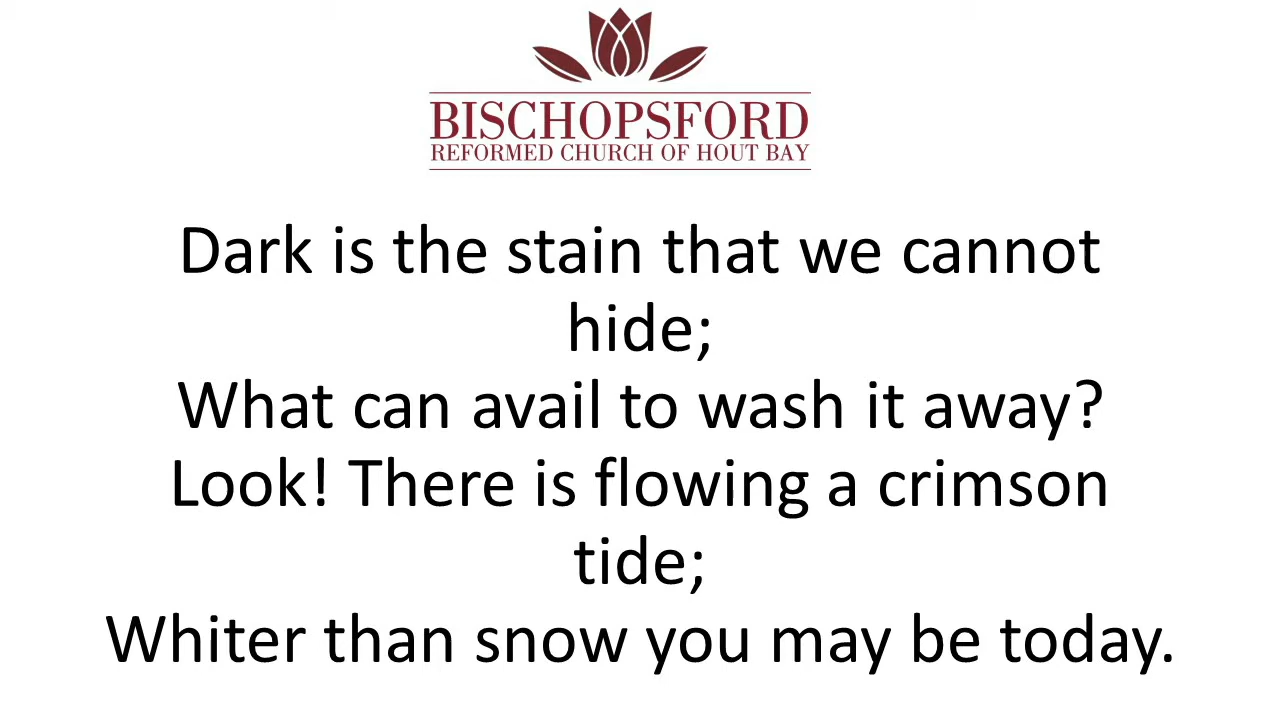 BISCHOPSFORD
REFORMED CHURCH OF HOUT BAY
Dark is the stain that we cannot
hide;
What can avail to wash it away?
Look! There is flowing a crimson
tide;
Whiter than snow you may be today.